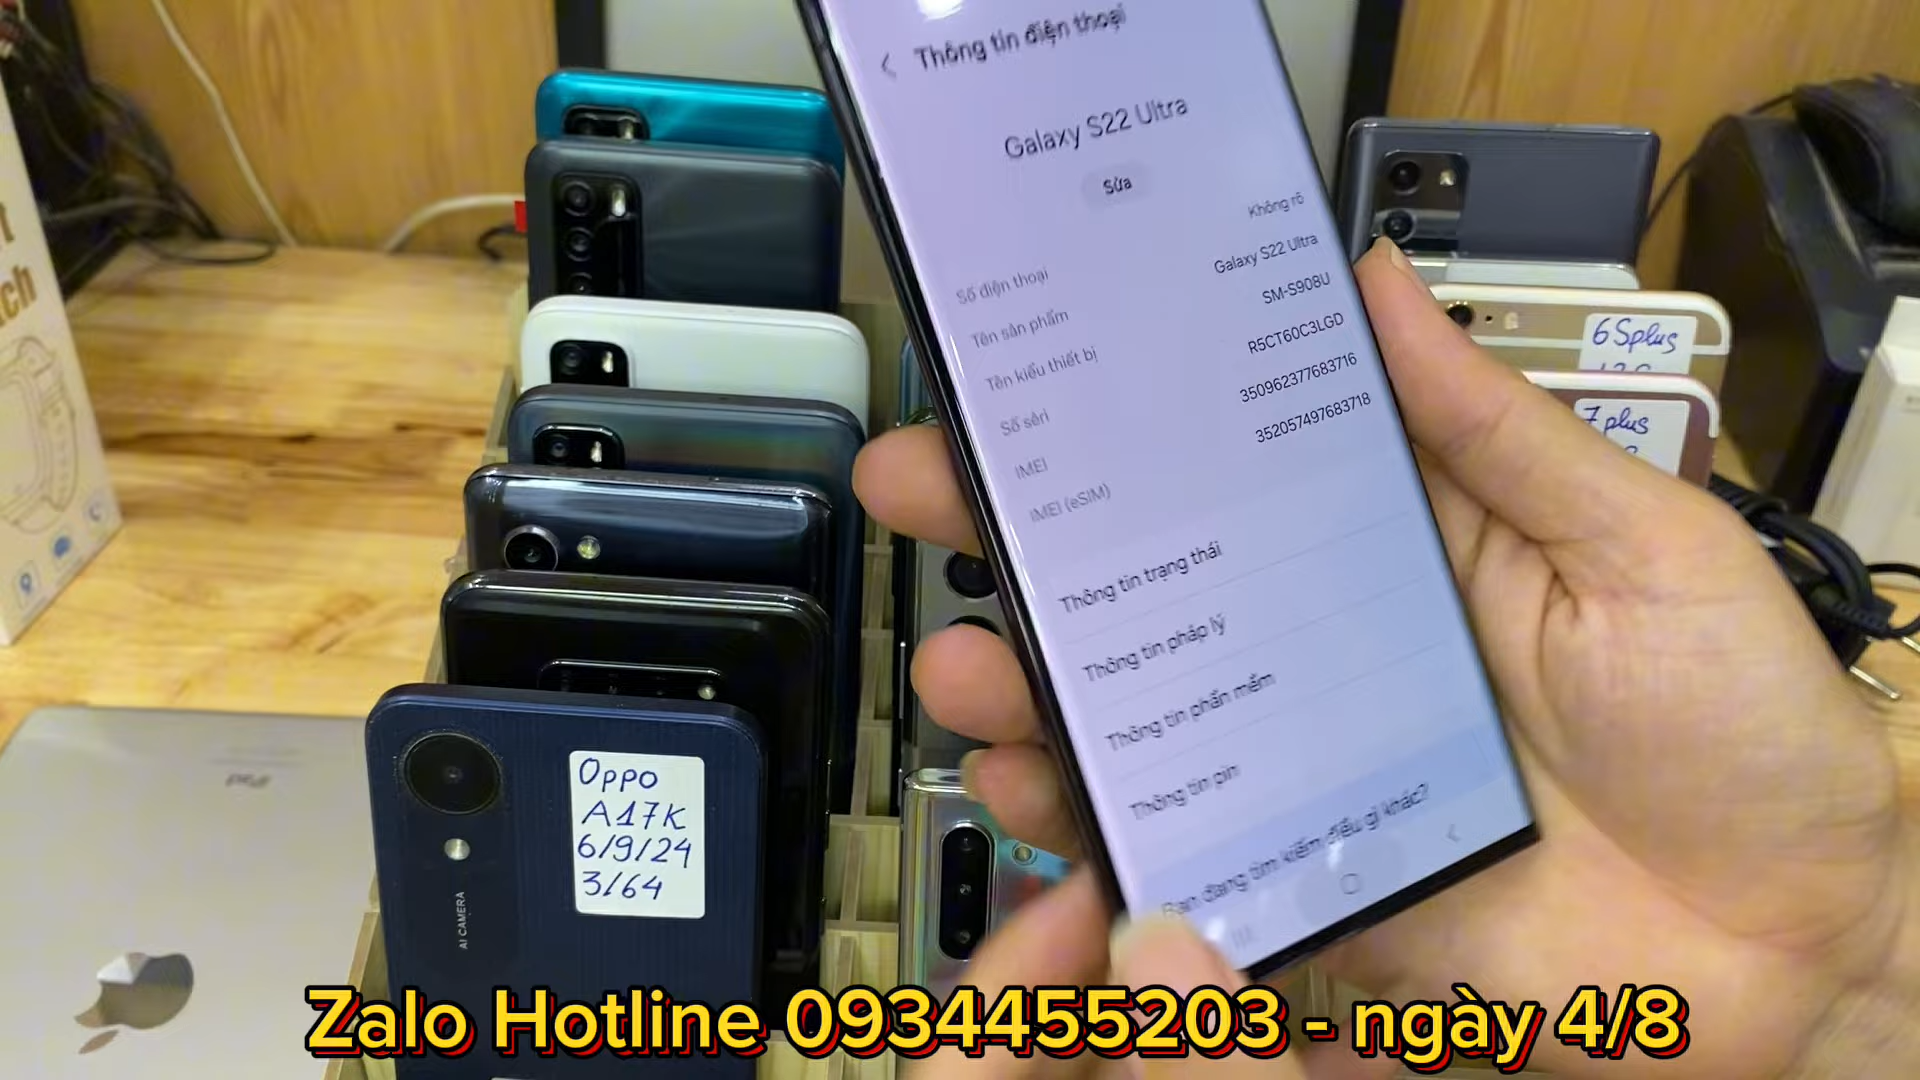 Thông tin điện thoại
Galaxy S22 Ultra
Sửa
Số điện thoại Không rõ
Tên sản phẩm Galaxy S22 Ultra
Tên kiểu thiết bị SM-S908U
Số sêri R5CT60C3LGD
IMEI 350962377683716
IMEI (eSIM) 352057497683718
Thông tin trạng thái
Thông tin pháp lý
Thông tin phần mềm
Thông tin pin
Bạn đang tìm kiếm điều gì khác?
6Splus
7plus
Oppo
A17K
6/9/24
3/64
AI CAMERA
iPad
Zalo Hotline 0934455203 - ngày 4/8